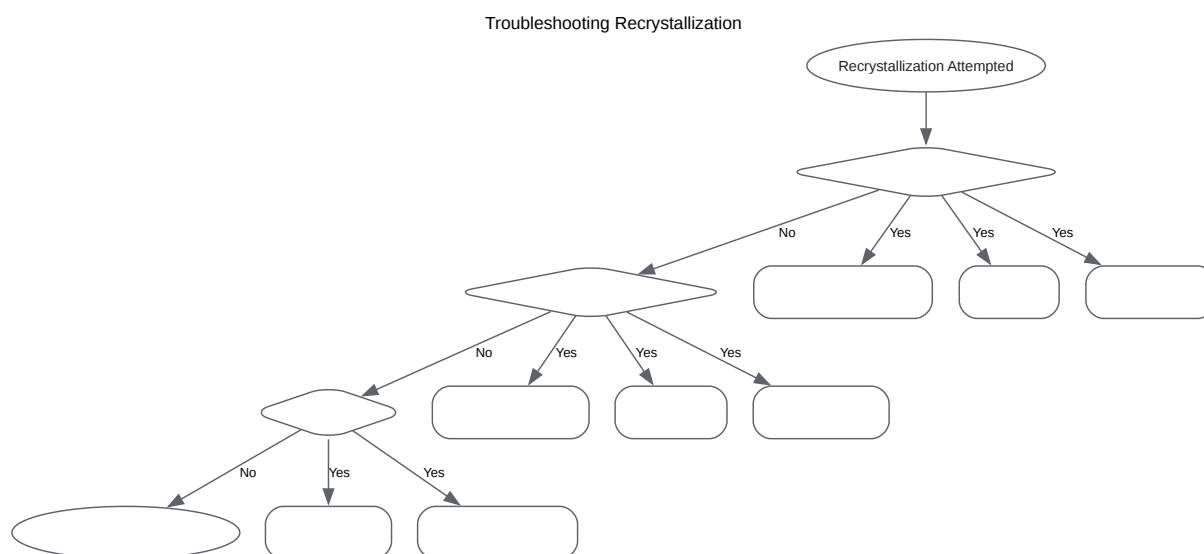 Troubleshooting Recrystallization
Recrystallization Attempted
No
Yes
Yes
Yes
No
Yes
Yes
Yes
No
Yes
Yes